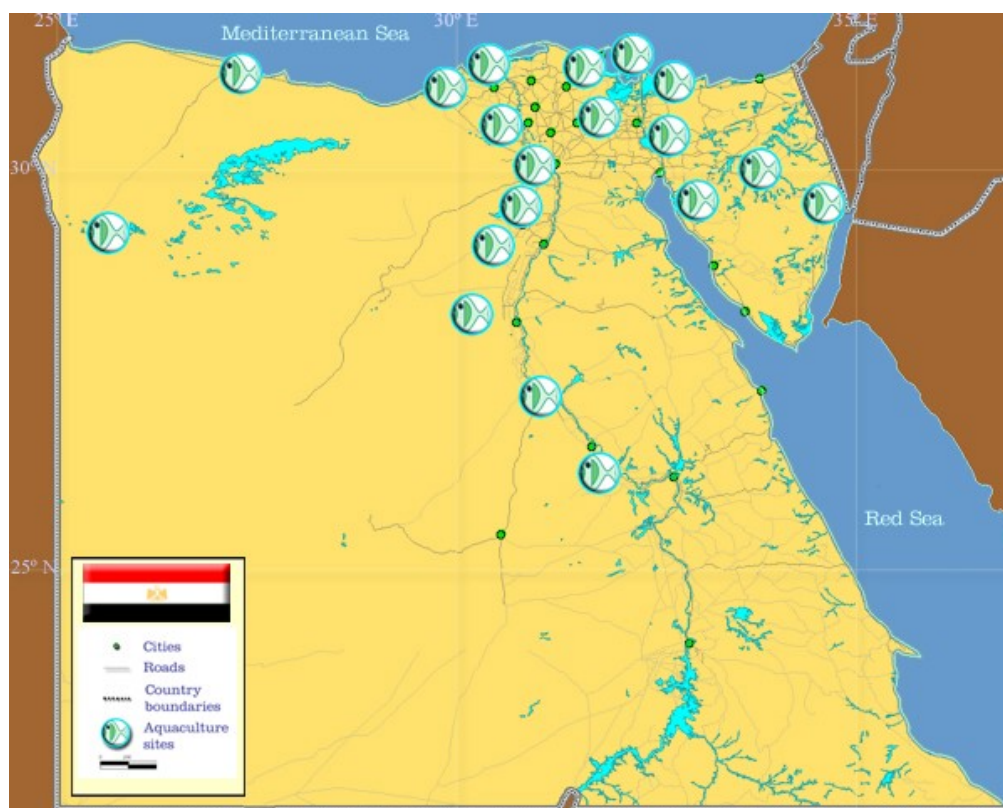 25° E
30° E
35° E
Mediterranean Sea
30° N
Red Sea
25° N
Cities
Roads
Country
boundaries
Aquaculture
sites